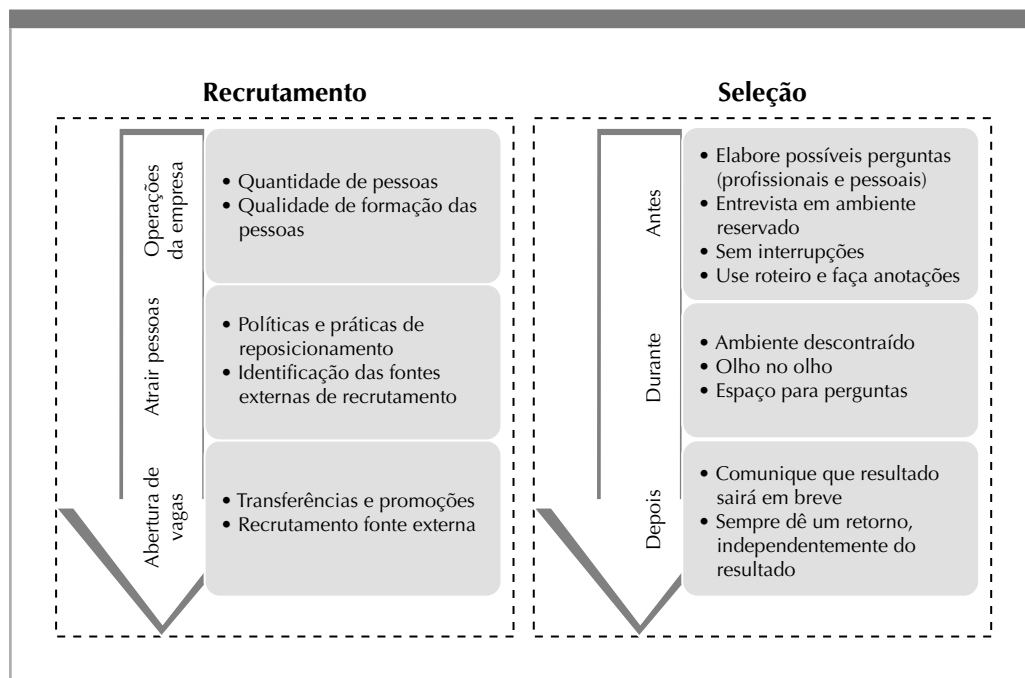 Recrutamento
Operações
da empresa
• Quantidade de pessoas
• Qualidade de formação das
pessoas
Atrair pessoas
• Políticas e práticas de
reposicionamento
• Identificação das fontes
externas de recrutamento
Abertura de
vagas
• Transferências e promoções
• Recrutamento fonte externa
Seleção
Antes
• Elabore possíveis perguntas
(profissionais e pessoais)
• Entrevista em ambiente
reservado
• Sem interrupções
• Use roteiro e faça anotações
Durante
• Ambiente descontraído
• Olho no olho
• Espaço para perguntas
Depois
• Comunique que resultado
sairá em breve
• Sempre dê um retorno,
independentemente do
resultado